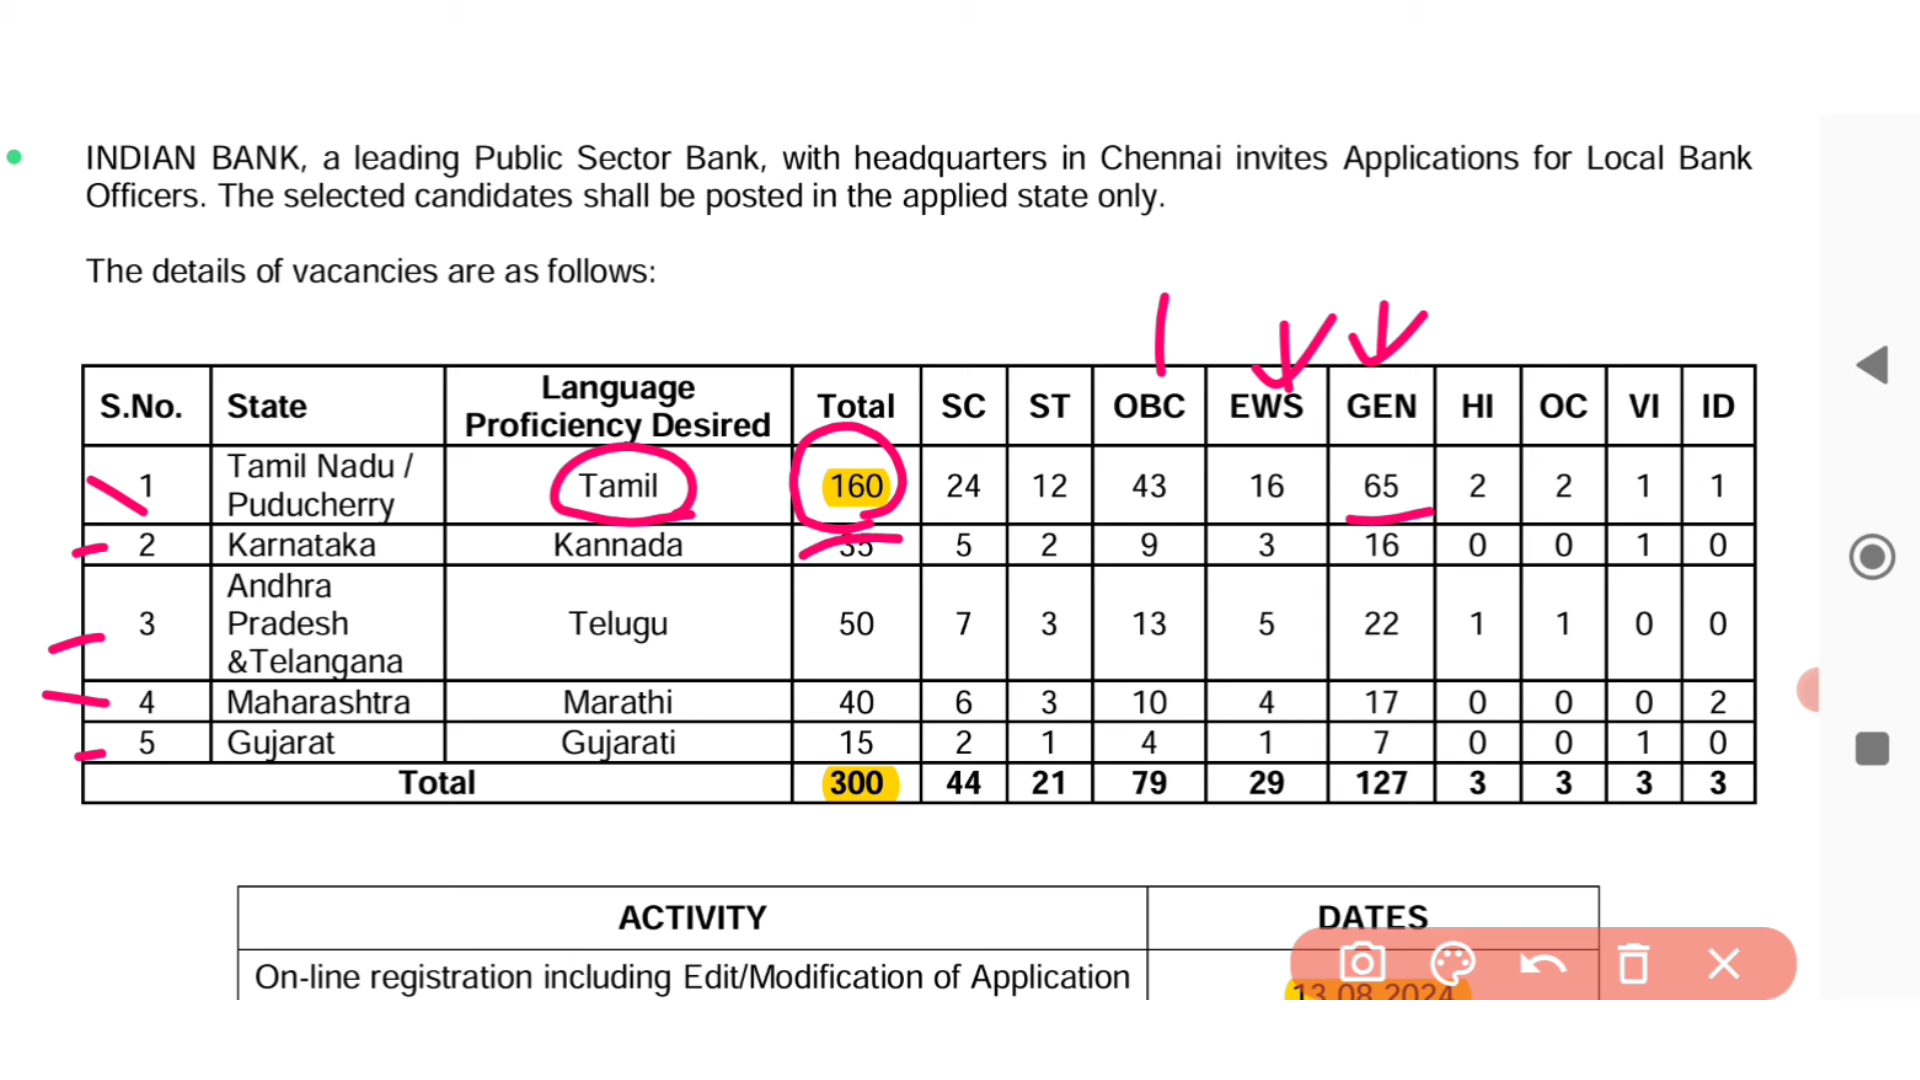 INDIAN BANK, a leading Public Sector Bank, with headquarters in Chennai invites Applications for Local Bank
Officers. The selected candidates shall be posted in the applied state only.
The details of vacancies are as follows:
S.No. State Language Proficiency Desired Total SC ST OBC EWS GEN HI OC VI ID
1 Tamil Nadu / Puducherry Tamil 160 24 12 43 16 65 2 2 1 1
2 Karnataka Kannada 35 5 2 9 3 16 0 0 1 0
3 Andhra Pradesh &Telangana Telugu 50 7 3 13 5 22 1 1 0 0
4 Maharashtra Marathi 40 6 3 10 4 17 0 0 0 2
5 Gujarat Gujarati 15 2 1 4 1 7 0 0 1 0
Total 300 44 21 79 29 127 3 3 3 3
ACTIVITY DATES
On-line registration including Edit/Modification of Application 13.08.2024